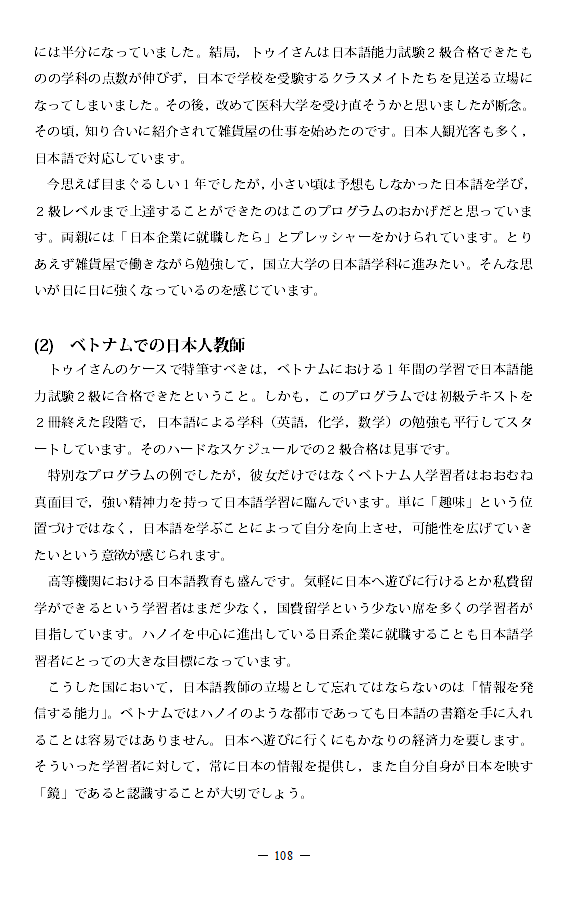 には半分になっていました。結局，トゥイさんは日本語能力試験２級合格できたも
のの学科の点数が伸びず，日本で学校を受験するクラスメイトたちを見送る立場に
なってしまいました。その後，改めて医科大学を受け直そうかと思いましたが断念。
その頃，知り合いに紹介されて雑貨屋の仕事を始めたのです。日本人観光客も多く，
日本語で対応しています。
今思えば目まぐるしい１年でしたが，小さい頃は予想もしなかった日本語を学び，
２級レベルまで上達することができたのはこのプログラムのおかげだと思っていま
す。両親には「日本企業に就職したら」とプレッシャーをかけられています。とり
あえず雑貨屋で働きながら勉強して，国立大学の日本語学科に進みたい。そんな思
いが日に日に強くなっているのを感じています。
(2)　ベトナムでの日本人教師
トゥイさんのケースで特筆すべきは，ベトナムにおける１年間の学習で日本語能
力試験２級に合格できたということ。しかも，このプログラムでは初級テキストを
２冊終えた段階で，日本語による学科（英語，化学，数学）の勉強も平行してスタ
ートしています。そのハードなスケジュールでの２級合格は見事です。
特別なプログラムの例でしたが，彼女だけではなくベトナム人学習者はおおむね
真面目で，強い精神力を持って日本語学習に臨んでいます。単に「趣味」という位
置づけではなく，日本語を学ぶことによって自分を向上させ，可能性を広げていき
たいという意欲が感じられます。
高等機関における日本語教育も盛んです。気軽に日本へ遊びに行けるとか私費留
学ができるという学習者はまだ少なく，国費留学という少ない席を多くの学習者が
目指しています。ハノイを中心に進出している日系企業に就職することも日本語学
習者にとっての大きな目標になっています。
こうした国において，日本語教師の立場として忘れてはならないのは「情報を発
信する能力」。ベトナムではハノイのような都市であっても日本語の書籍を手に入れ
ることは容易ではありません。日本へ遊びに行くにもかなりの経済力を要します。
そういった学習者に対して，常に日本の情報を提供し，また自分自身が日本を映す
「鏡」であると認識することが大切でしょう。
－ 108 －